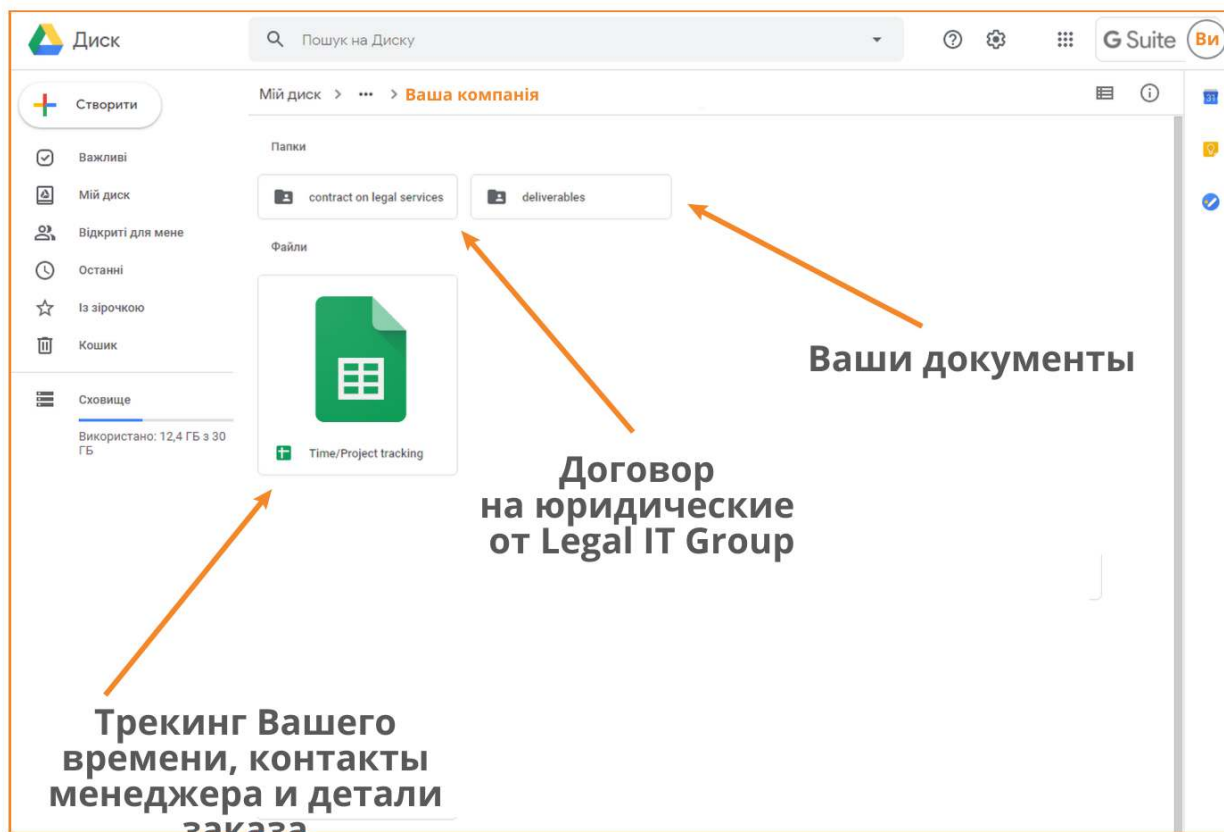 Диск
Пошук на Диску
G Suite
Ви
Створити
Мій диск > ... > Ваша компанія
31
Важливі
Мій диск
Відкриті для мене
Останні
Із зірочкою
Кошик
Сховище
Використано: 12,4 ГБ з 30
ГБ
Папки
contract on legal services
deliverables
Файли
Time/Project tracking
Ваши документы
Договор
на юридические
от Legal IT Group
Трекинг Вашего
времени, контакты
менеджера и детали
заказа